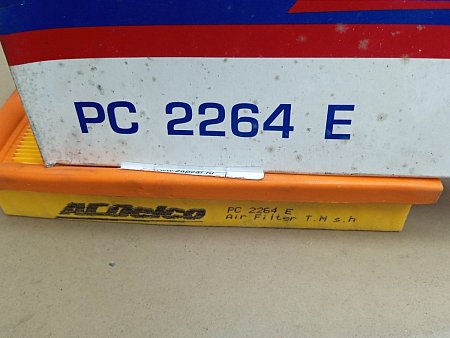 PC 2264 E
ACDelco
PC 2264 E
Air Filter T.M s.h